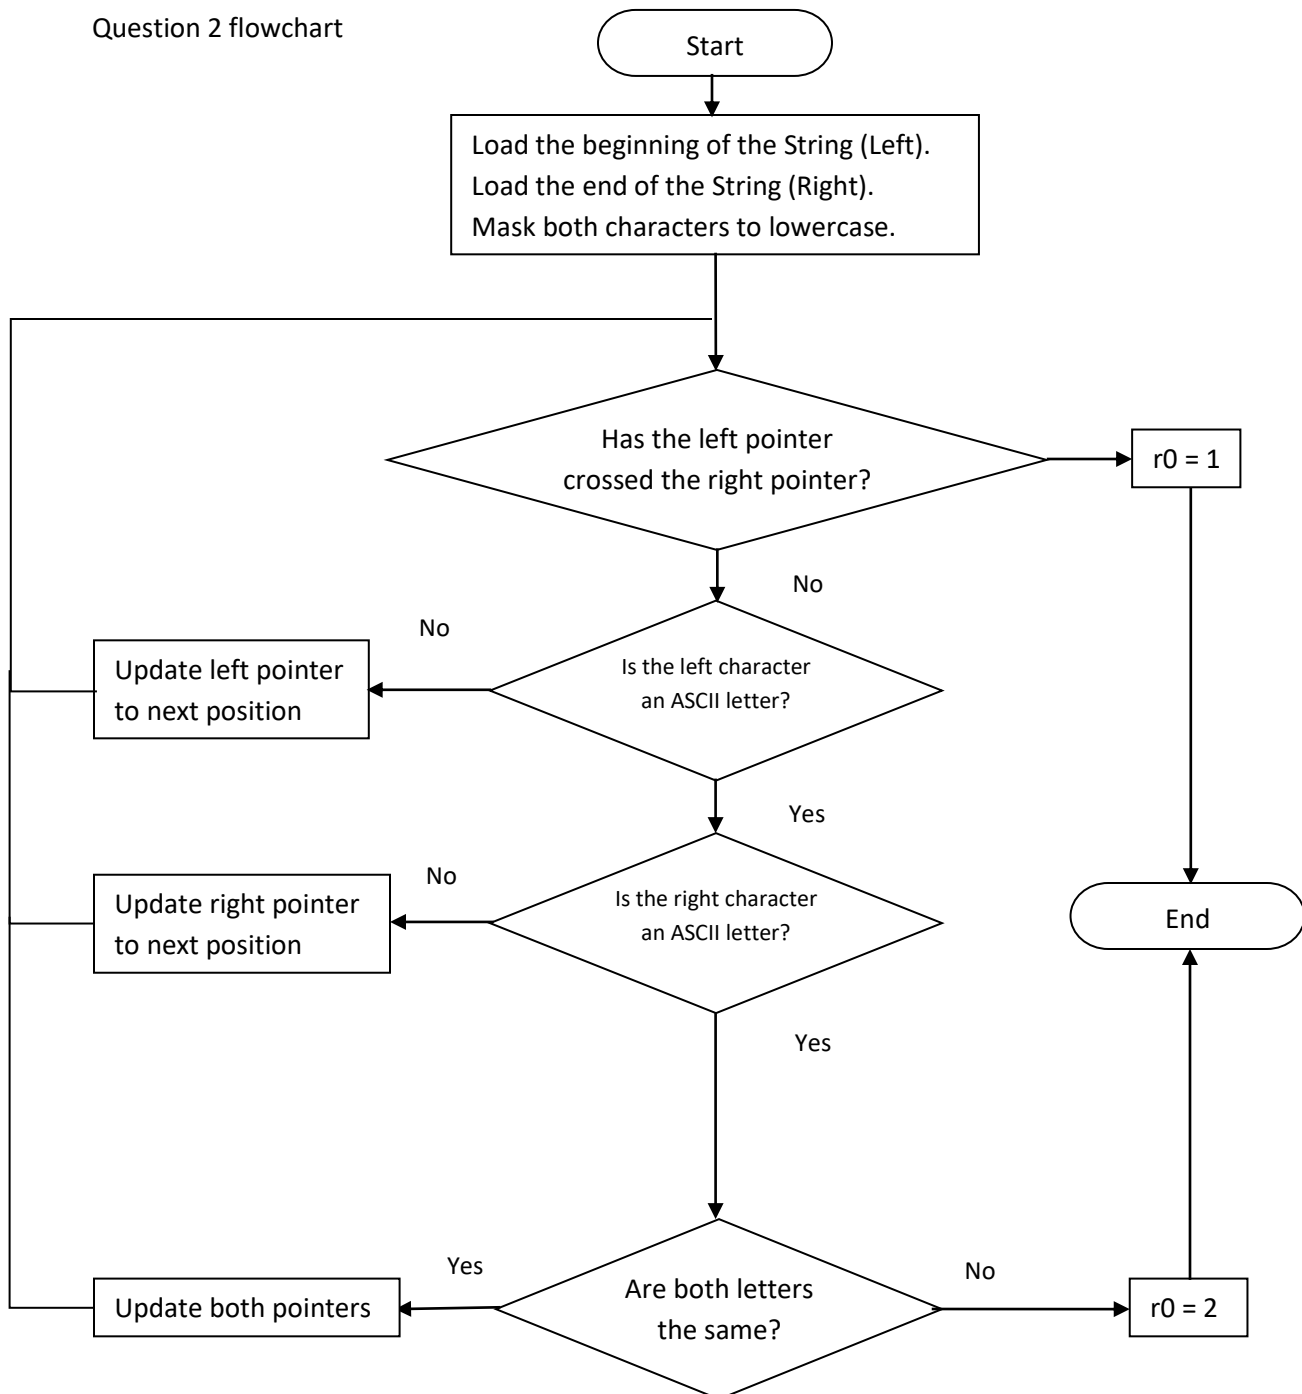 Question 2 flowchart
Start
Load the beginning of the String (Left).
Load the end of the String (Right).
Mask both characters to lowercase.
Has the left pointer
crossed the right pointer?
r0 = 1
No
No
Is the left character
an ASCII letter?
Update left pointer
to next position
Yes
No
Is the right character
an ASCII letter?
Update right pointer
to next position
End
Yes
Yes
No
Are both letters
the same?
Update both pointers
r0 = 2